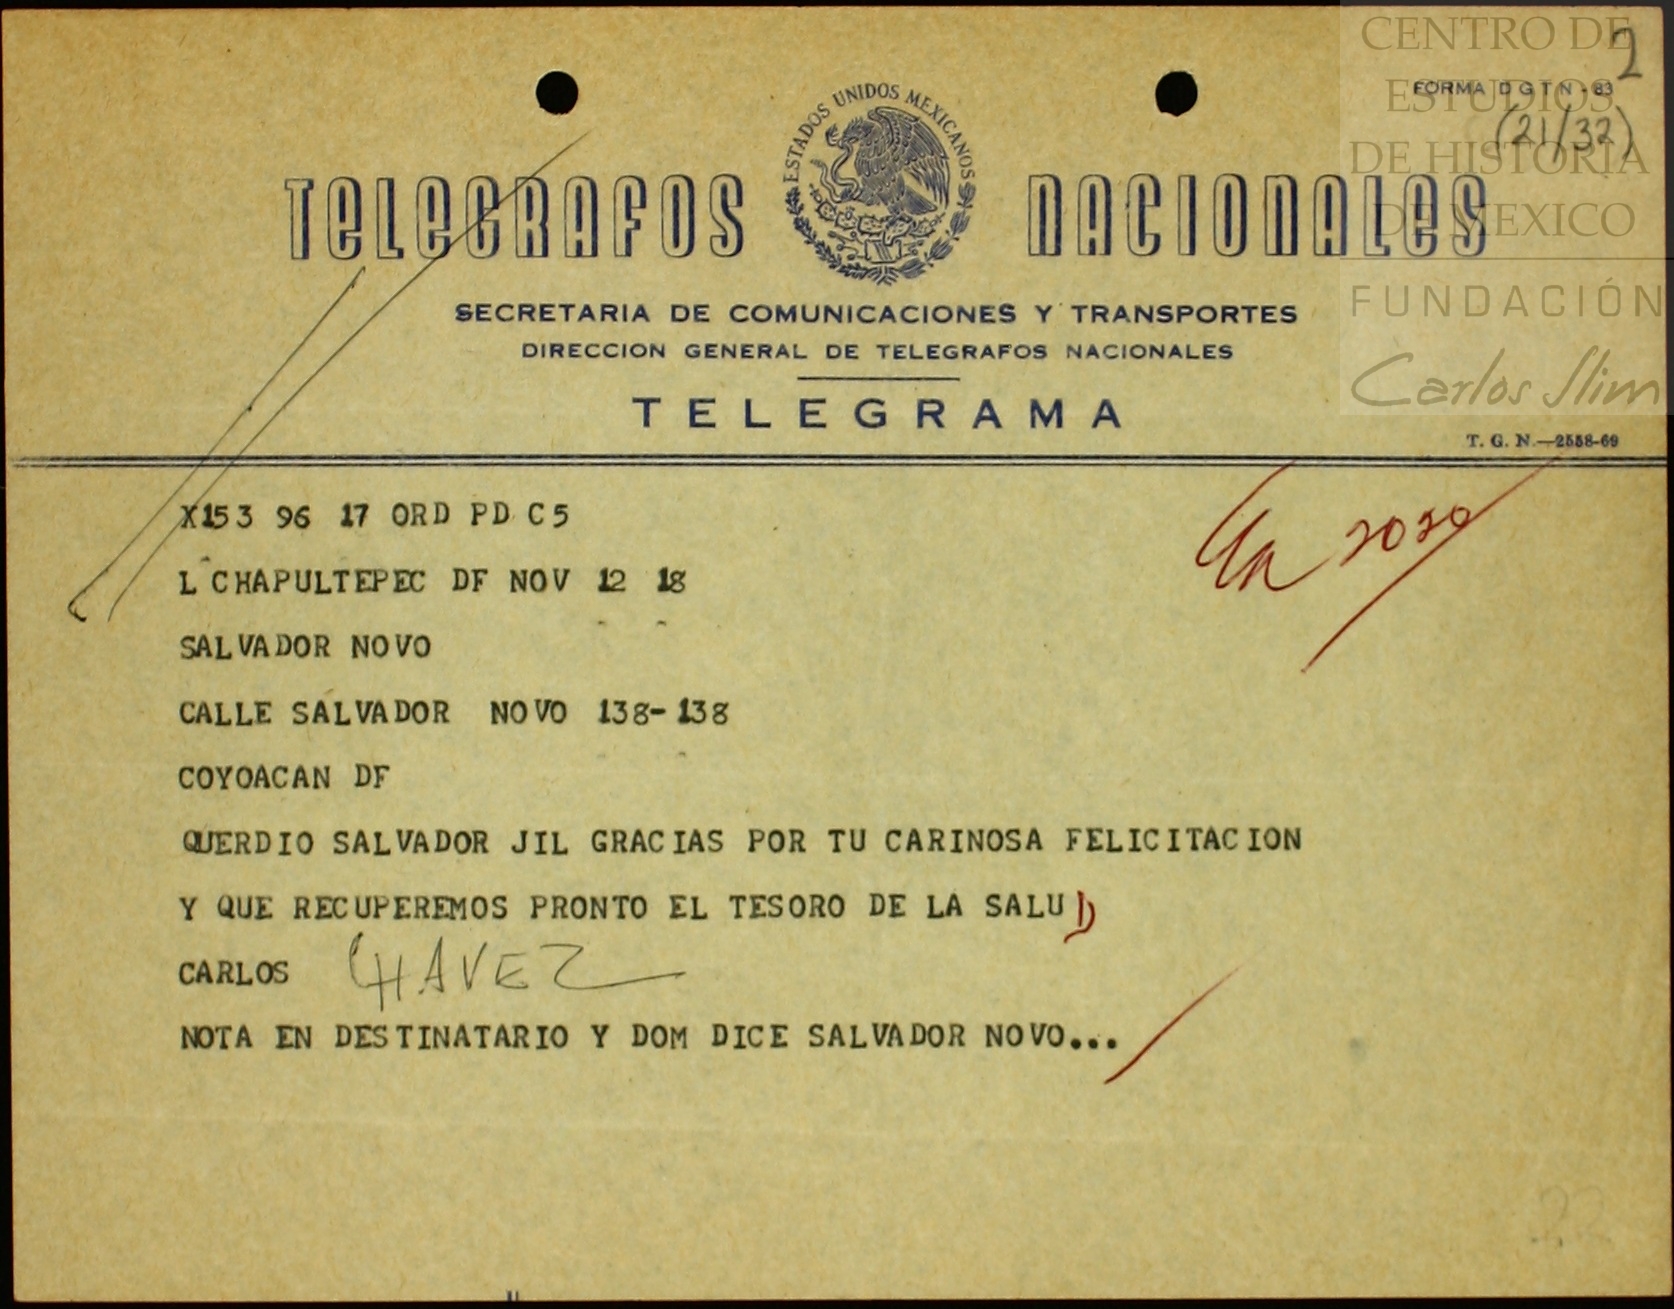 CENTRO DE
ESTUDIOS
DE HISTORIA
DE MEXICO
FUNDACIÓN
Carlos Slim
2
FORMA D G T N - 83
(21/32)
ESTADOS UNIDOS MEXICANOS
TELEGRAFOS NACIONALES
SECRETARIA DE COMUNICACIONES Y TRANSPORTES
DIRECCION GENERAL DE TELEGRAFOS NACIONALES
TELEGRAMA
T. G. N.—2558-69
X153 96 17 ORD PD C5
L CHAPULTEPEC DF NOV 12 18
SALVADOR NOVO
CALLE SALVADOR NOVO 138-138
COYOACAN DF
QUERDIO SALVADOR JIL GRACIAS POR TU CARINOSA FELICITACION
Y QUE RECUPEREMOS PRONTO EL TESORO DE LA SALUD
CARLOS CHAVEZ
NOTA EN DESTINATARIO Y DOM DICE SALVADOR NOVO...